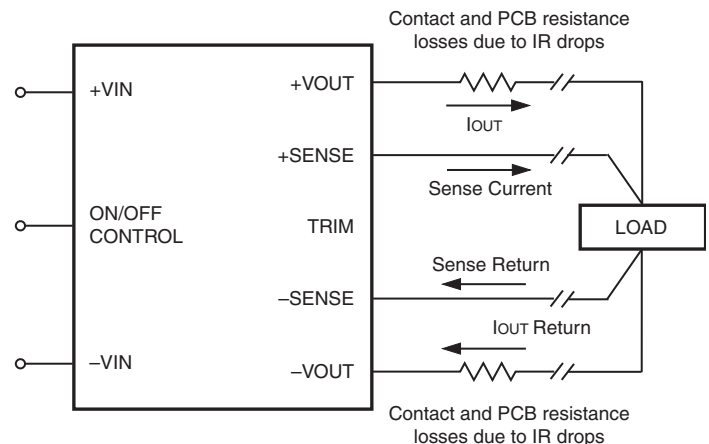 Contact and PCB resistance
losses due to IR drops
+VIN
+VOUT
IOUT
+SENSE
Sense Current
ON/OFF
CONTROL
TRIM
LOAD
Sense Return
–SENSE
IOUT Return
–VIN
–VOUT
Contact and PCB resistance
losses due to IR drops